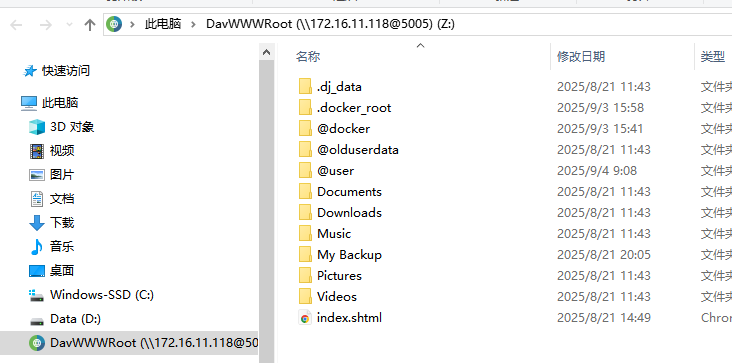 此电脑 › DavWWWRoot (\\172.16.11.118@5005) (Z:)
名称 修改日期 类型
快速访问
此电脑
3D 对象
视频
图片
文档
下载
音乐
桌面
Windows-SSD (C:)
Data (D:)
DavWWWRoot (\\172.16.11.118@500
.dj_data 2025/8/21 11:43 文件夹
.docker_root 2025/9/3 15:58 文件夹
@docker 2025/9/3 15:41 文件夹
@olduserdata 2025/8/21 11:43 文件夹
@user 2025/9/4 9:08 文件夹
Documents 2025/8/21 11:43 文件夹
Downloads 2025/8/21 11:43 文件夹
Music 2025/8/21 11:43 文件夹
My Backup 2025/8/21 20:05 文件夹
Pictures 2025/8/21 11:43 文件夹
Videos 2025/8/21 11:43 文件夹
index.shtml 2025/8/21 14:49 Chron